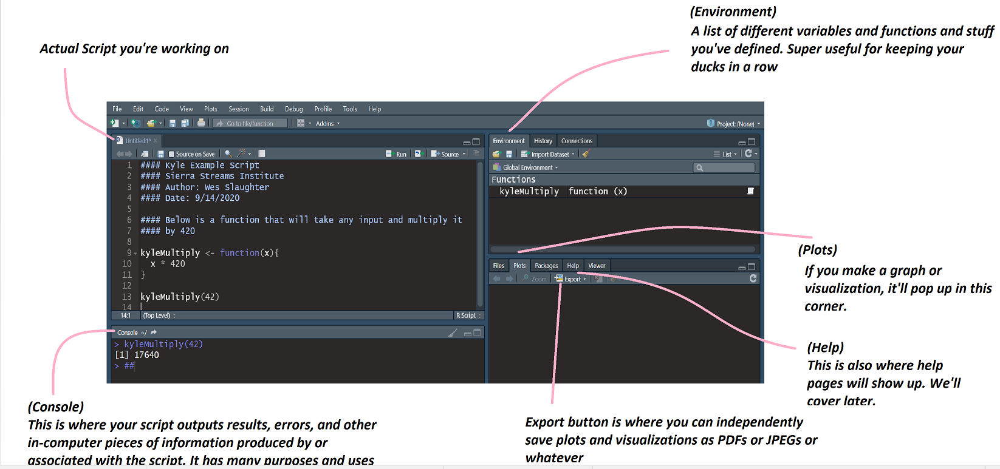 (Environment)
A list of different variables and functions and stuff
you've defined. Super useful for keeping your
ducks in a row
Actual Script you're working on
File Edit Code View Plots Session Build Debug Profile Tools Help
Go to file/function Addins Project: (None)
Untitled1*
Source on Save Run Source
1 #### Kyle Example Script
2 #### Sierra Streams Institute
3 #### Author: Wes Slaughter
4 #### Date: 9/14/2020
5
6 #### Below is a function that will take any input and multiply it
7 #### by 420
8
9 kyleMultiply <- function(x){
10 x * 420
11 }
12
13 kyleMultiply(42)
14
14:1 (Top Level) R Script
Console ~/
> kyleMultiply(42)
[1] 17640
> ##
Environment History Connections
Import Dataset List
Global Environment
Functions
kyleMultiply function (x)
Files Plots Packages Help Viewer
Zoom Export
(Plots)
If you make a graph or
visualization, it'll pop up in this
corner.
(Help)
This is also where help
pages will show up. We'll
cover later.
(Console)
This is where your script outputs results, errors, and other
in-computer pieces of information produced by or
associated with the script. It has many purposes and uses
Export button is where you can independently
save plots and visualizations as PDFs or JPEGs or
whatever